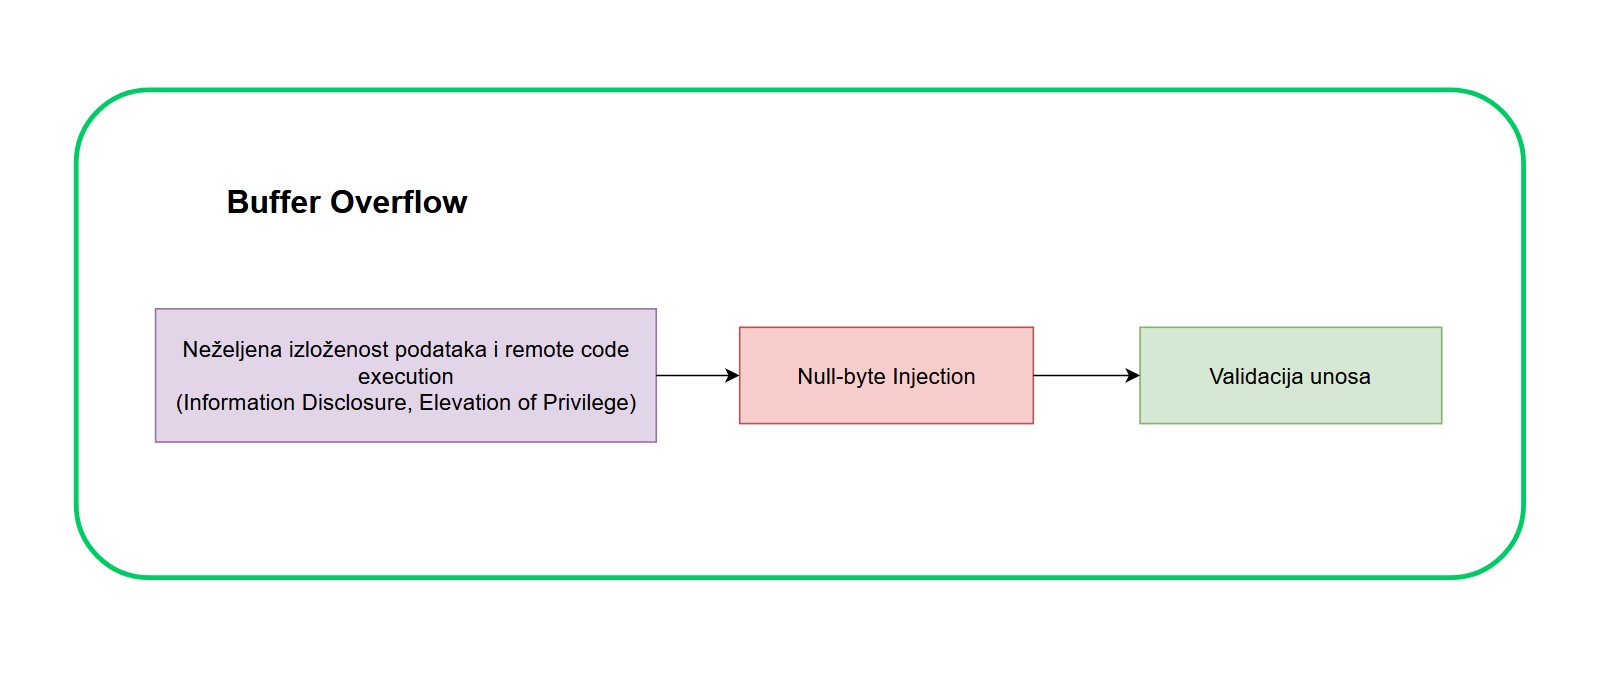 Buffer Overflow
Neželjena izloženost podataka i remote code
execution
(Information Disclosure, Elevation of Privilege)
Null-byte Injection
Validacija unosa